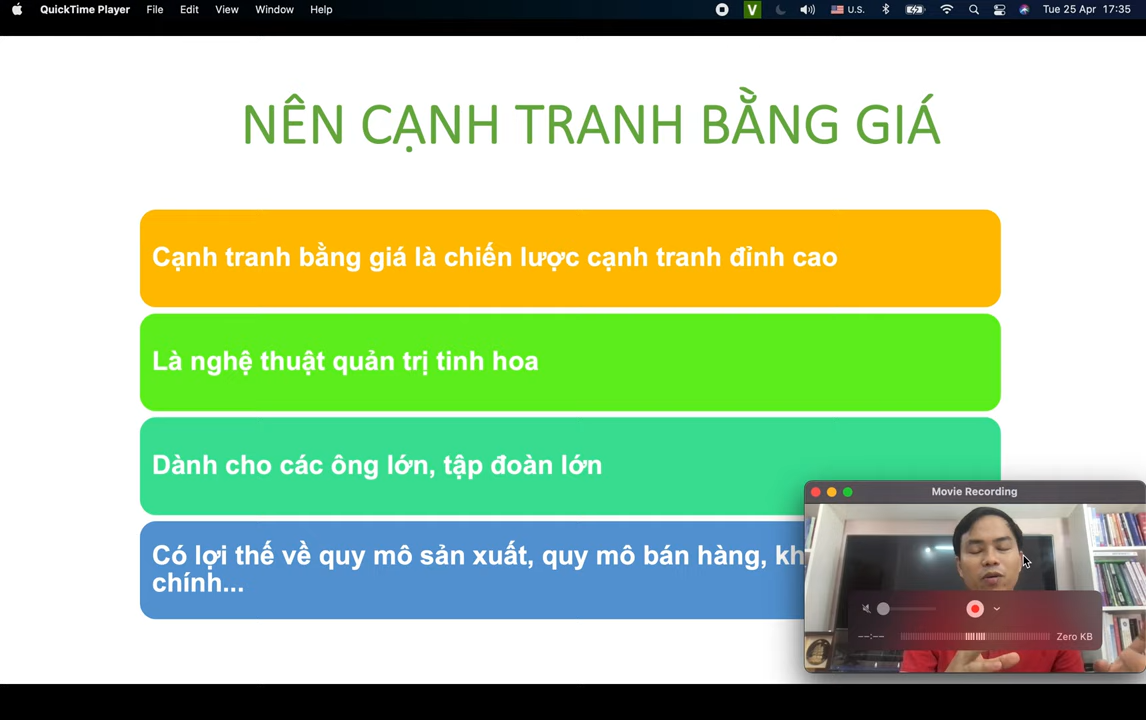 QuickTime Player File Edit View Window Help V U.S. Tue 25 Apr 17:35
NÊN CẠNH TRANH BẰNG GIÁ
Cạnh tranh bằng giá là chiến lược cạnh tranh đỉnh cao
Là nghệ thuật quản trị tinh hoa
Dành cho các ông lớn, tập đoàn lớn
Có lợi thế về quy mô sản xuất, quy mô bán hàng,
chính...
Movie Recording
--:-- Zero KB